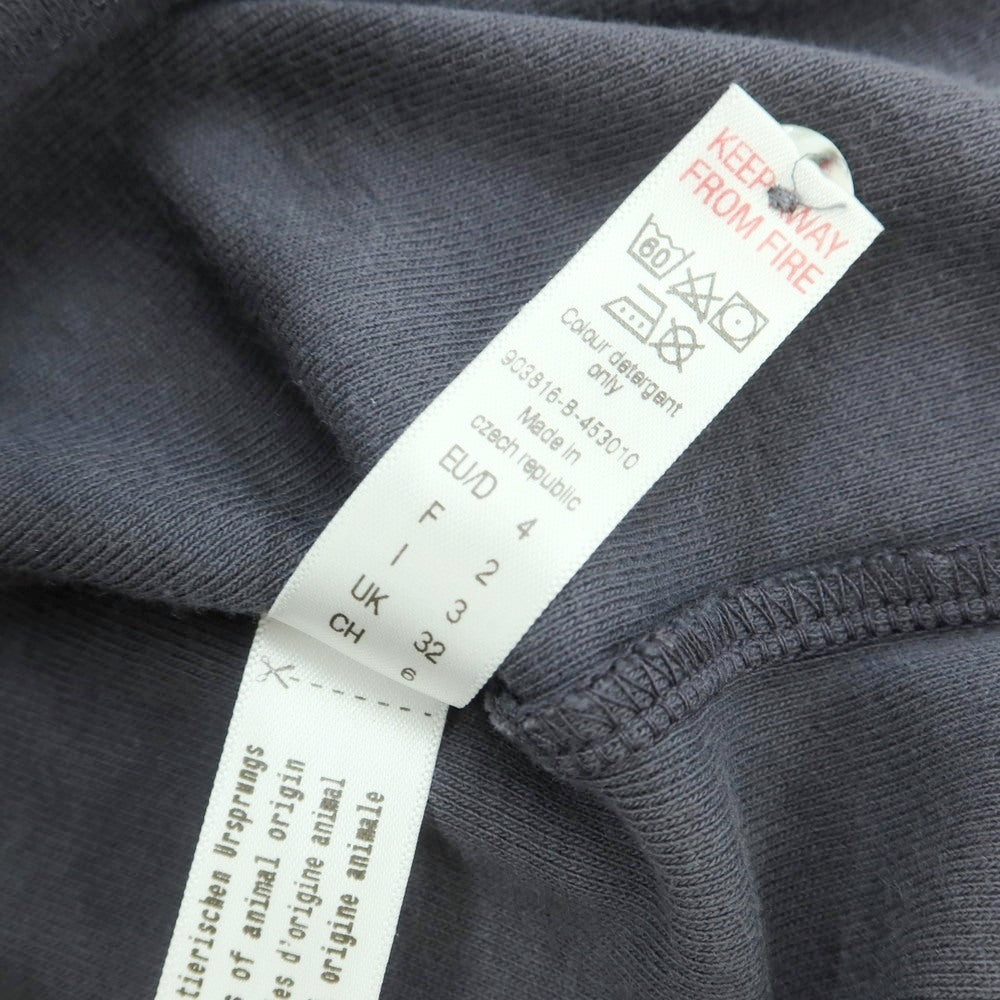 KEEP AWAY
FROM FIRE
60
Colour detergent
only
903816-B-453010
Made in
czech republic
EU/D 4
F 2
I 3
UK 32
CH 6
tierischen Ursprungs
s of animal origin
es d'origine animal
origine animale